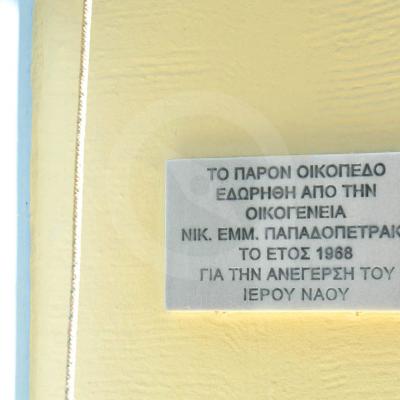 ΤΟ ΠΑΡΟΝ ΟΙΚΟΠΕΔΟ
ΕΔΩΡΗΘΗ ΑΠΟ ΤΗΝ
ΟΙΚΟΓΕΝΕΙΑ
ΝΙΚ. ΕΜΜ. ΠΑΠΑΔΟΠΕΤΡΑΚ
ΤΟ ΕΤΟΣ 1968
ΓΙΑ ΤΗΝ ΑΝΕΓΕΡΣΗ ΤΟΥ
ΙΕΡΟΥ ΝΑΟΥ